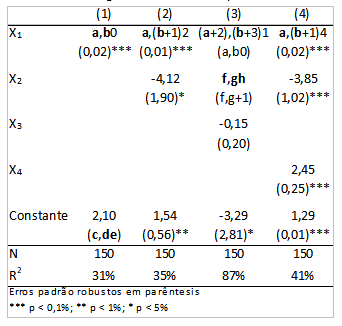 (1) (2) (3) (4)
X₁ a,b0 a,(b+1)2 (a+2),(b+3)1 a,(b+1)4
(0,02)*** (0,01)*** (a,b0) (0,02)***
X₂ -4,12 f,gh -3,85
(1,90)* (f,g+1) (1,02)***
X₃ -0,15
(0,20)
X₄ 2,45
(0,25)***
Constante 2,10 1,54 -3,29 1,29
(c,de) (0,56)** (2,81)* (0,01)***
N 150 150 150 150
R² 31% 35% 87% 41%
Erros padrão robustos em parêntesis
*** p < 0,1%; ** p < 1%; * p < 5%